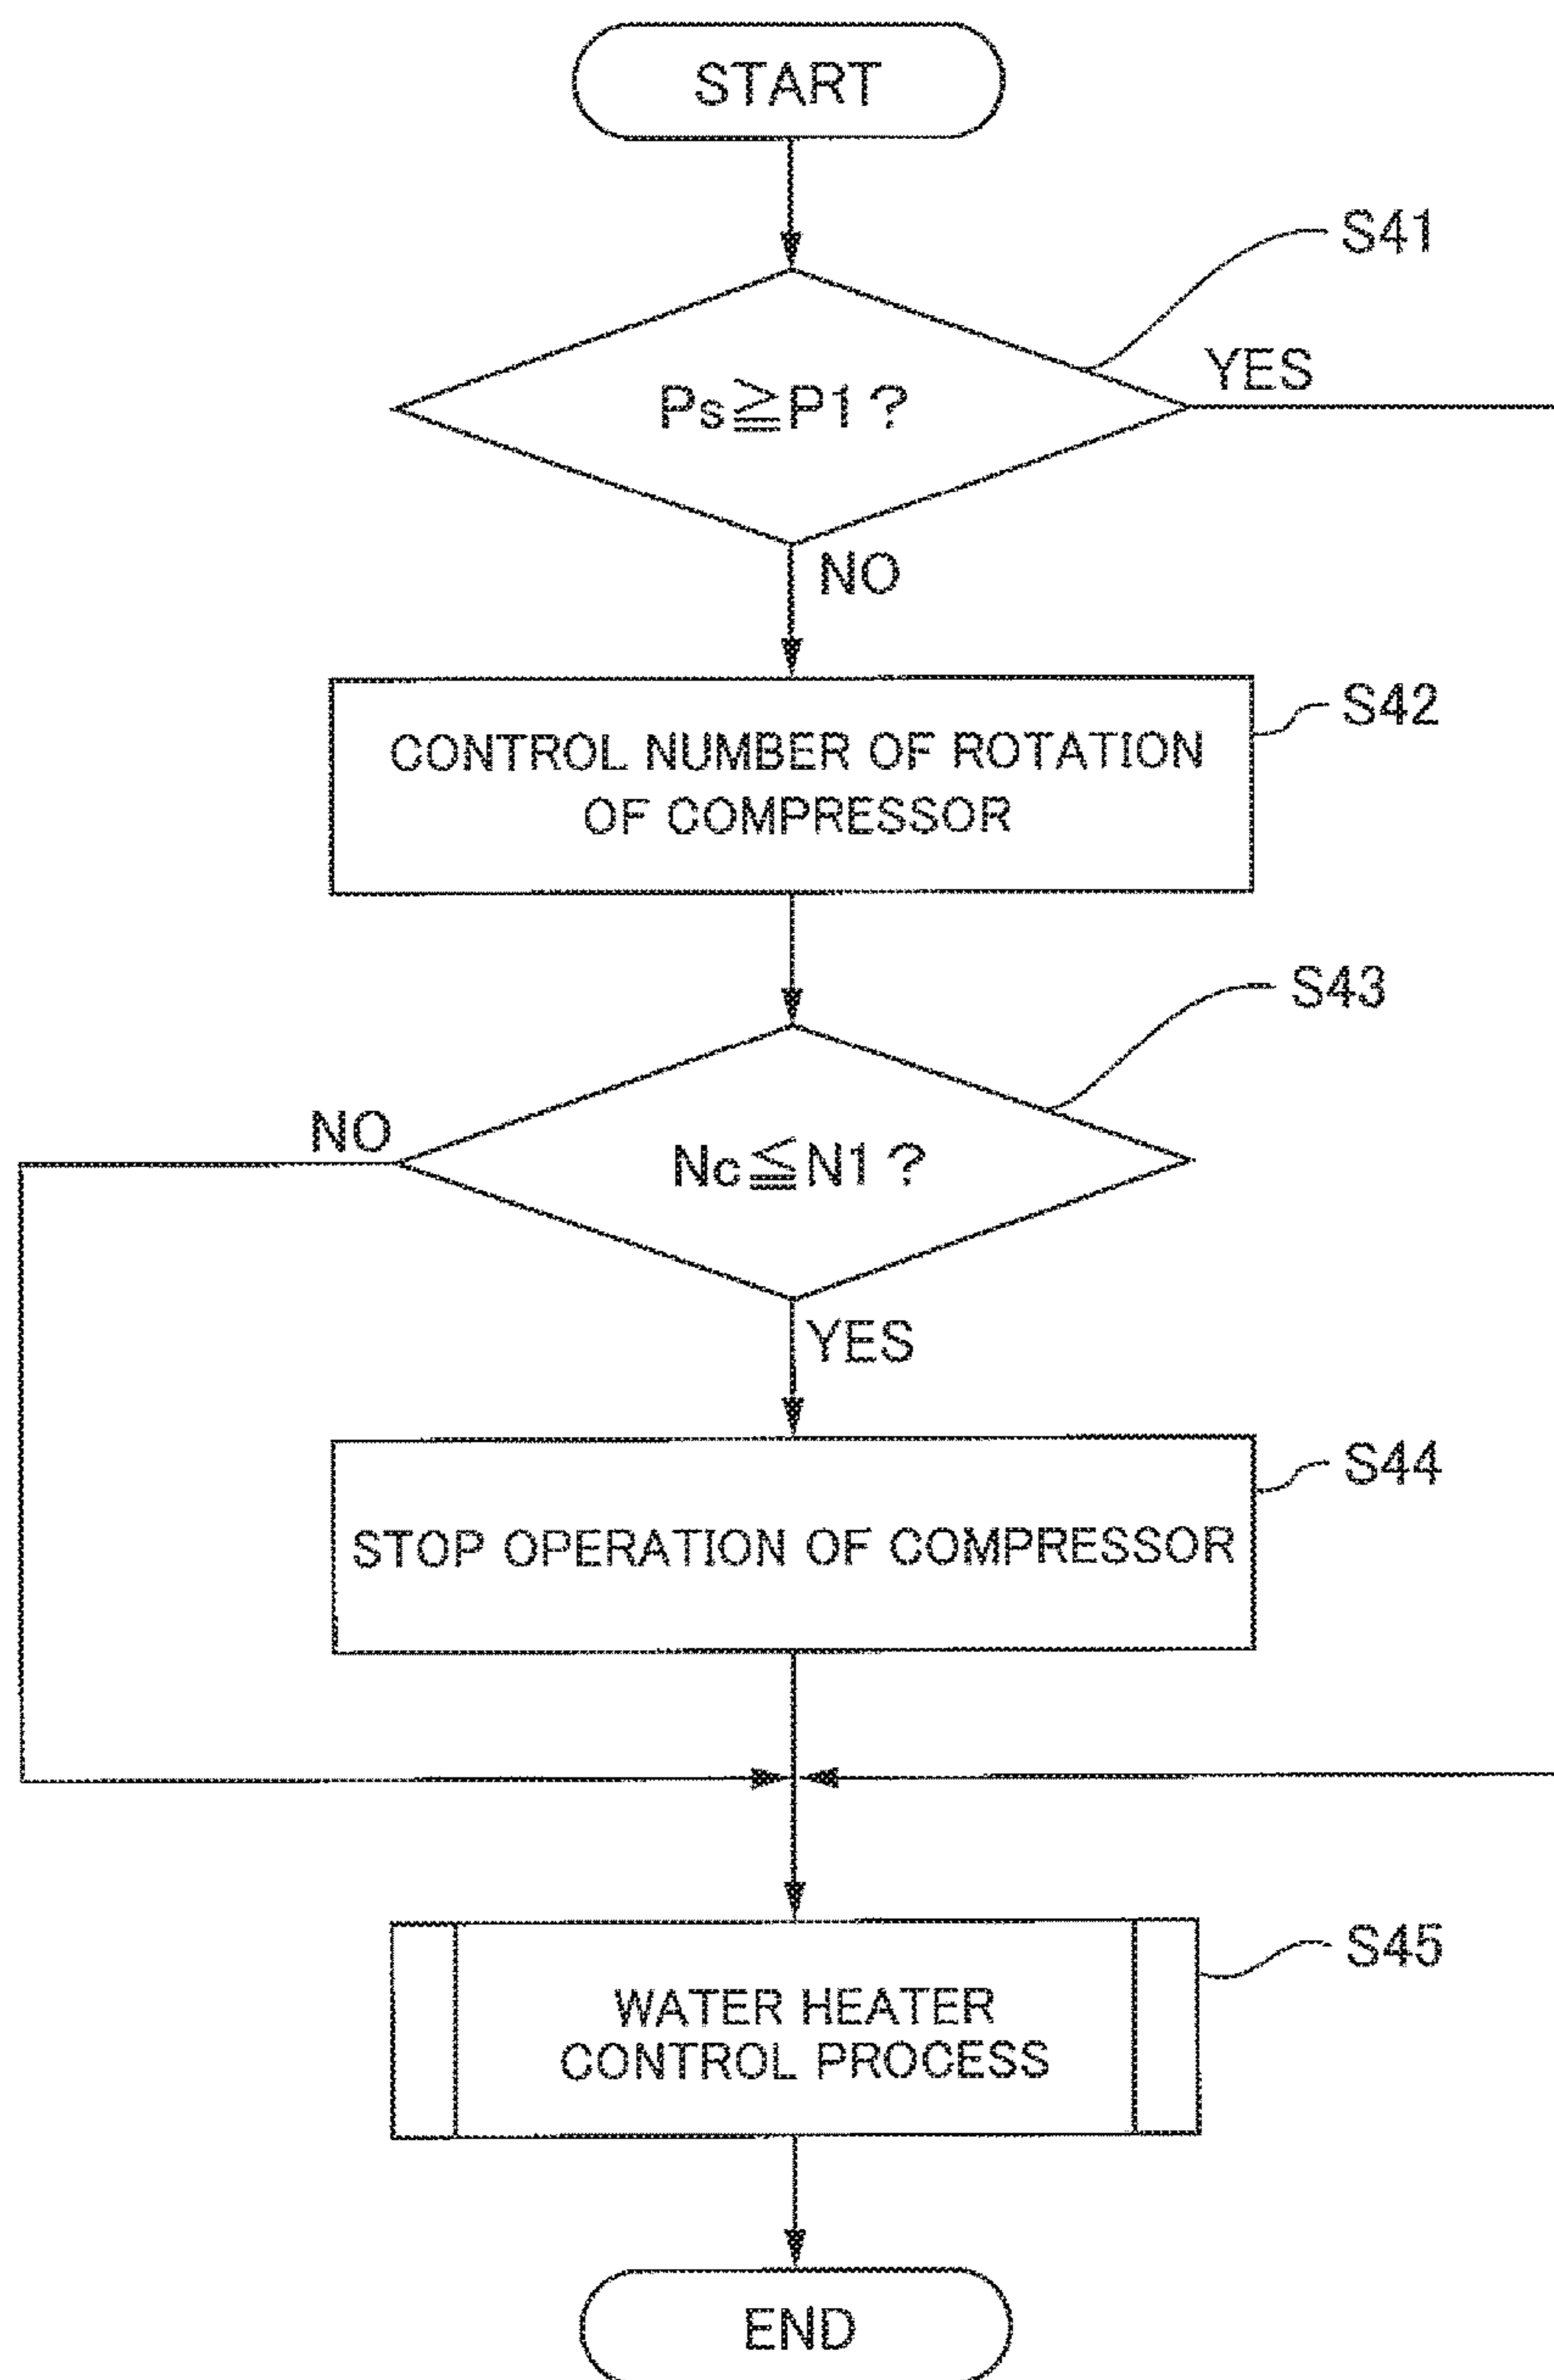 START
S41
Ps≧P1?
YES
NO
S42
CONTROL NUMBER OF ROTATION
OF COMPRESSOR
S43
NO
Nc≦N1?
YES
S44
STOP OPERATION OF COMPRESSOR
S45
WATER HEATER
CONTROL PROCESS
END